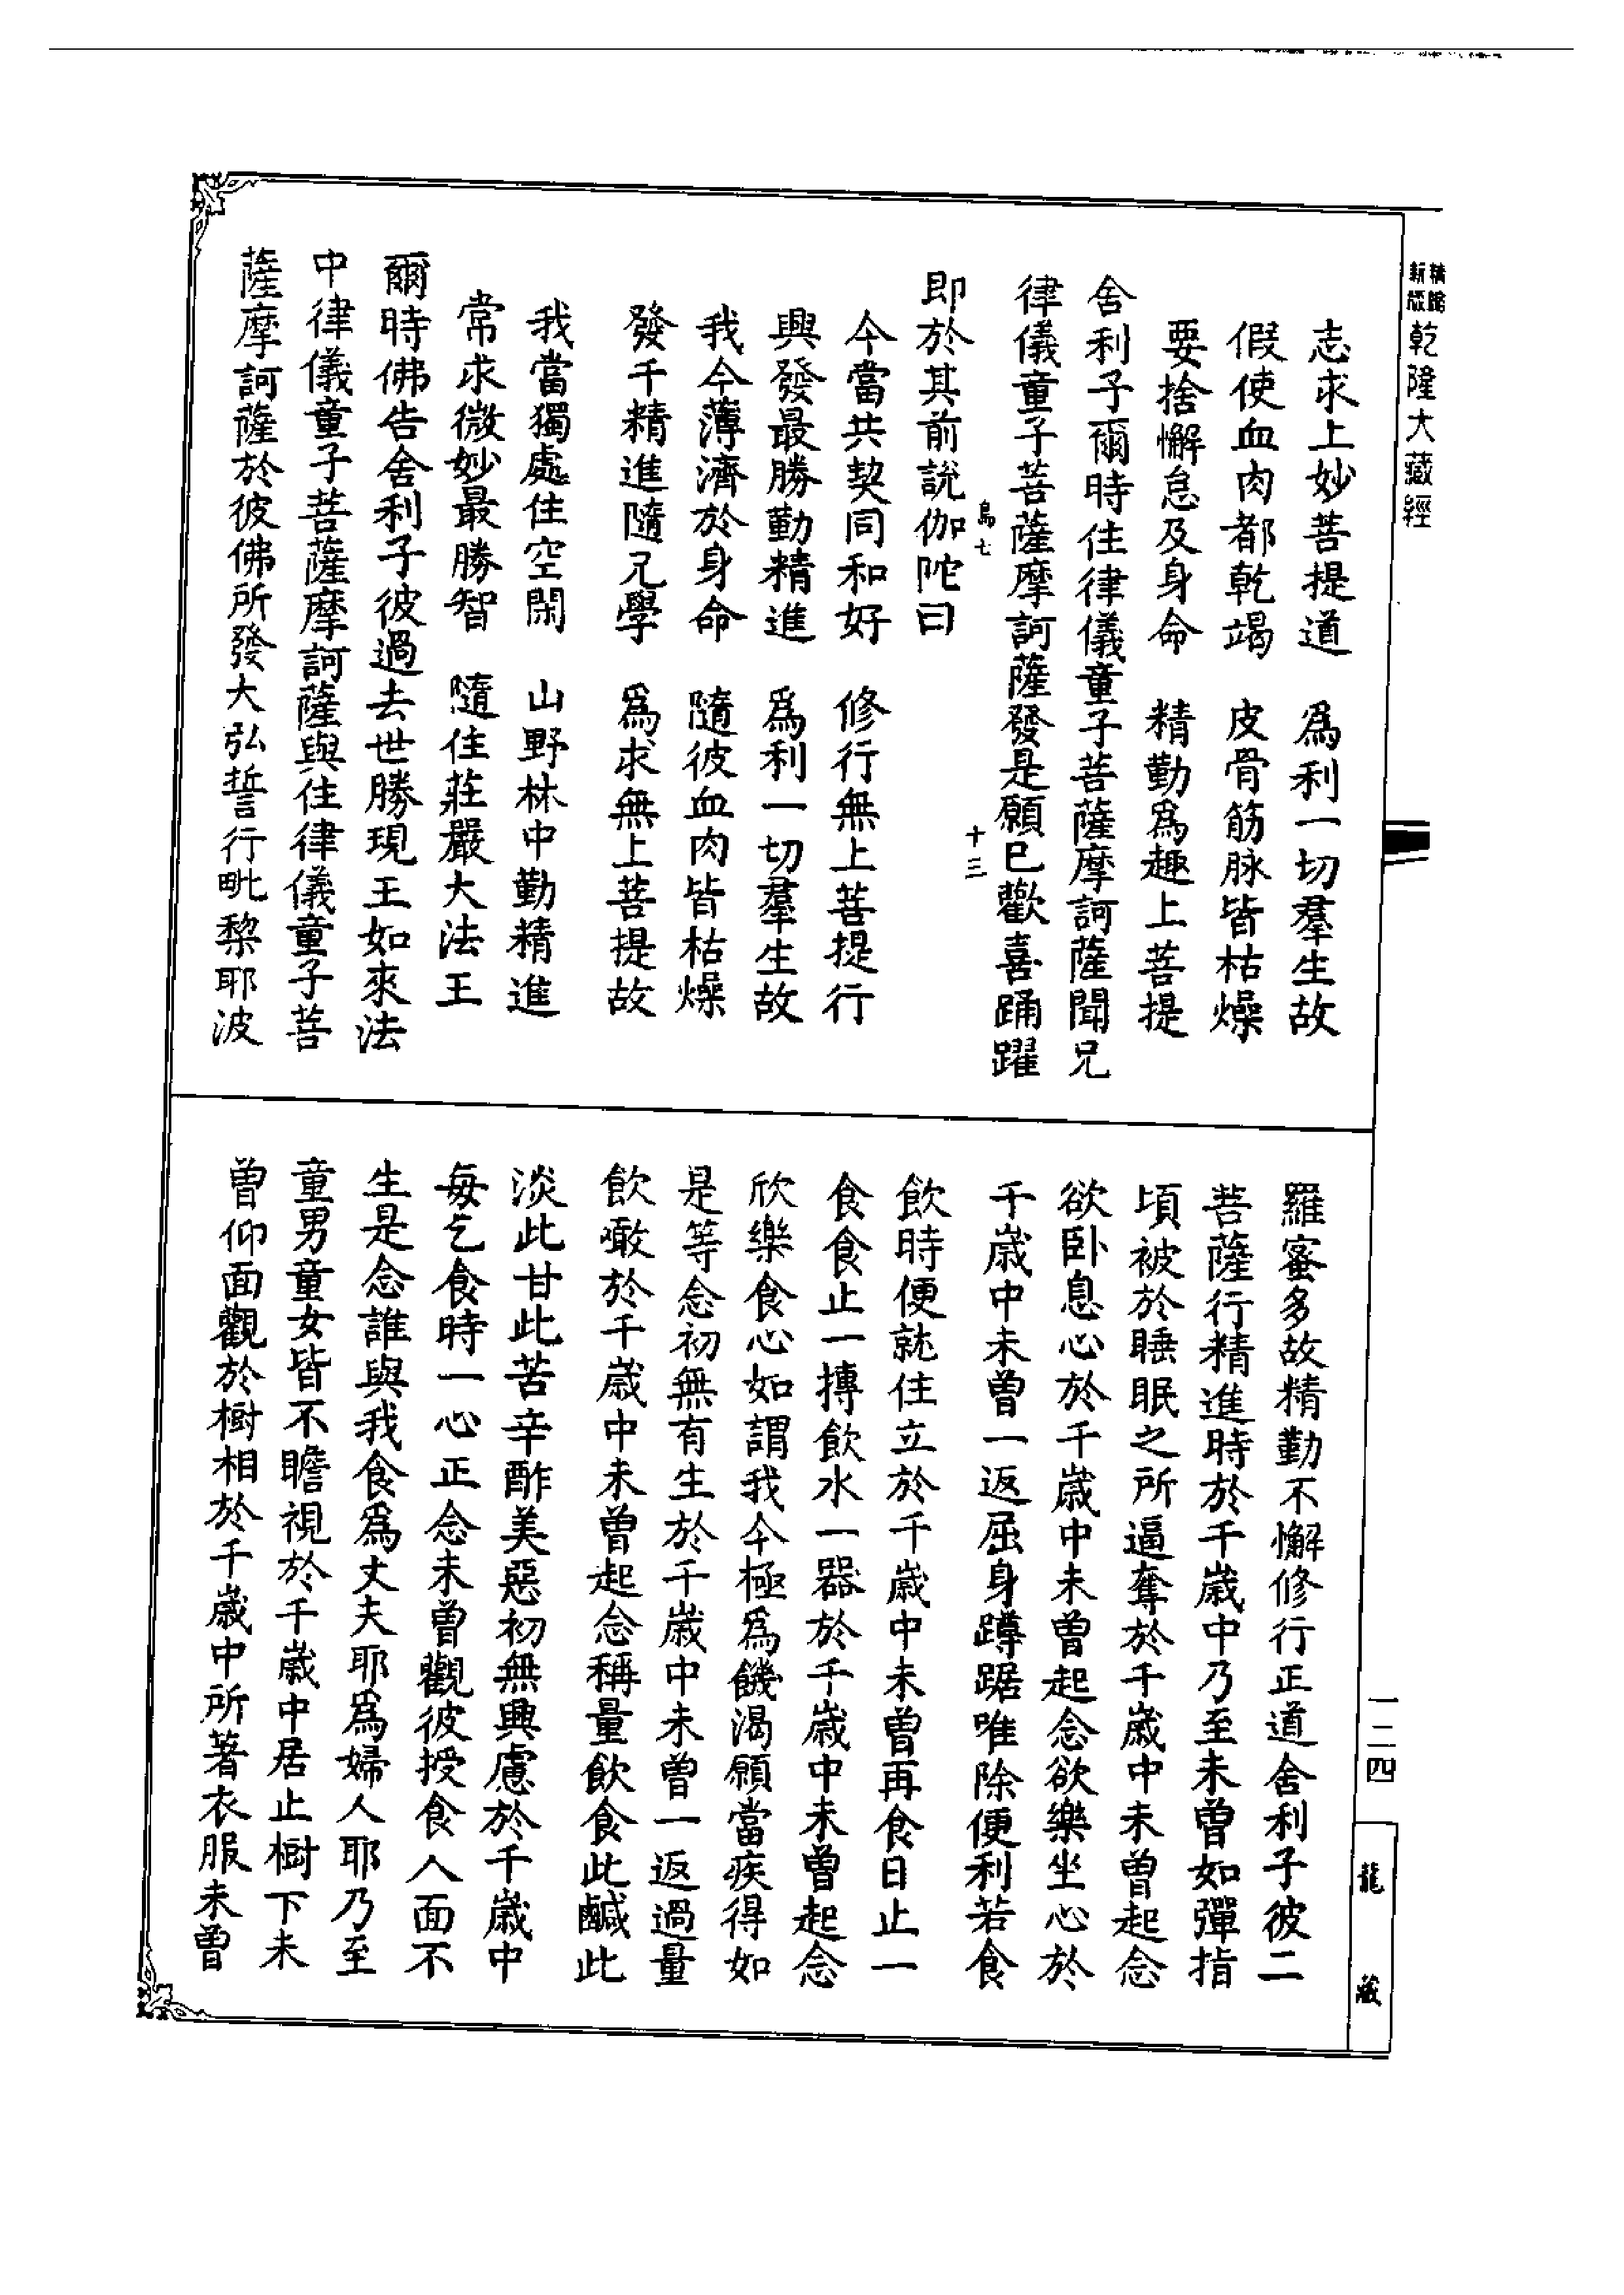 新版
精縮
乾隆大藏經
志求上妙菩提道　為利一切羣生故
假使血肉都乾竭　皮骨筋脉皆枯燥
要捨懈怠及身命　精勤為趣上菩提
舍利子爾時住律儀童子菩薩摩訶薩聞兄
律儀童子菩薩摩訶薩發是願已歡喜踊躍
鳥七
十三
即於其前說伽陀曰
今當共契同和好　修行無上菩提行
興發最勝勤精進　為利一切羣生故
我今薄濟於身命　隨彼血肉皆枯燥
發千精進隨兄學　為求無上菩提故
我當獨處住空閑　山野林中勤精進
常求微妙最勝智　隨住莊嚴大法王
爾時佛告舍利子彼過去世勝現王如來法
中律儀童子菩薩摩訶薩與住律儀童子菩
薩摩訶薩於彼佛所發大弘誓行毗黎耶波
羅蜜多故精勤不懈修行正道舍利子彼二
菩薩行精進時於千歲中乃至未曾如彈指
頃被於睡眠之所逼奪於千歲中未曾起念
欲卧息心於千歲中未曾起念欲樂坐心於
千歲中未曾一返屈身蹲踞唯除便利若食
飲時便就住立於千歲中未曾再食日止一
食食止一摶飲水一器於千歲中未曾起念
欣樂食心如謂我今極為饑渴願當疾得如
是等念初無有生於千歲中未曾一返過量
飲噉於千歲中未曾起念稱量飲食此鹹此
淡此甘此苦辛酢美惡初無興慮於千歲中
每乞食時一心正念未曾觀彼授食人面不
生是念誰與我食為丈夫耶為婦人耶乃至
童男童女皆不瞻視於千歲中居止樹下未
曾仰面觀於樹相於千歲中所著衣服未曾
一二四
龍藏